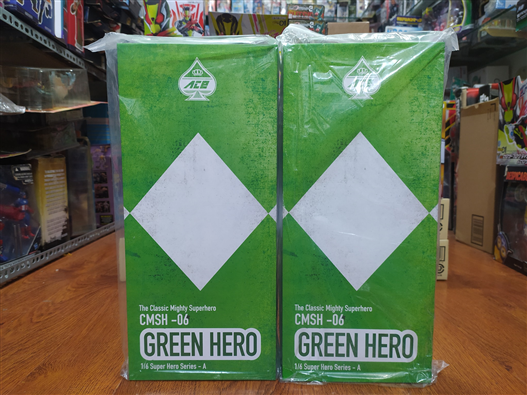 ACE
The Classic Mighty Superhero
CMSH -06
GREEN HERO
1/6 Super Hero Series - A
ACE
The Classic Mighty Superhero
CMSH -06
GREEN HERO
1/6 Super Hero Series - A